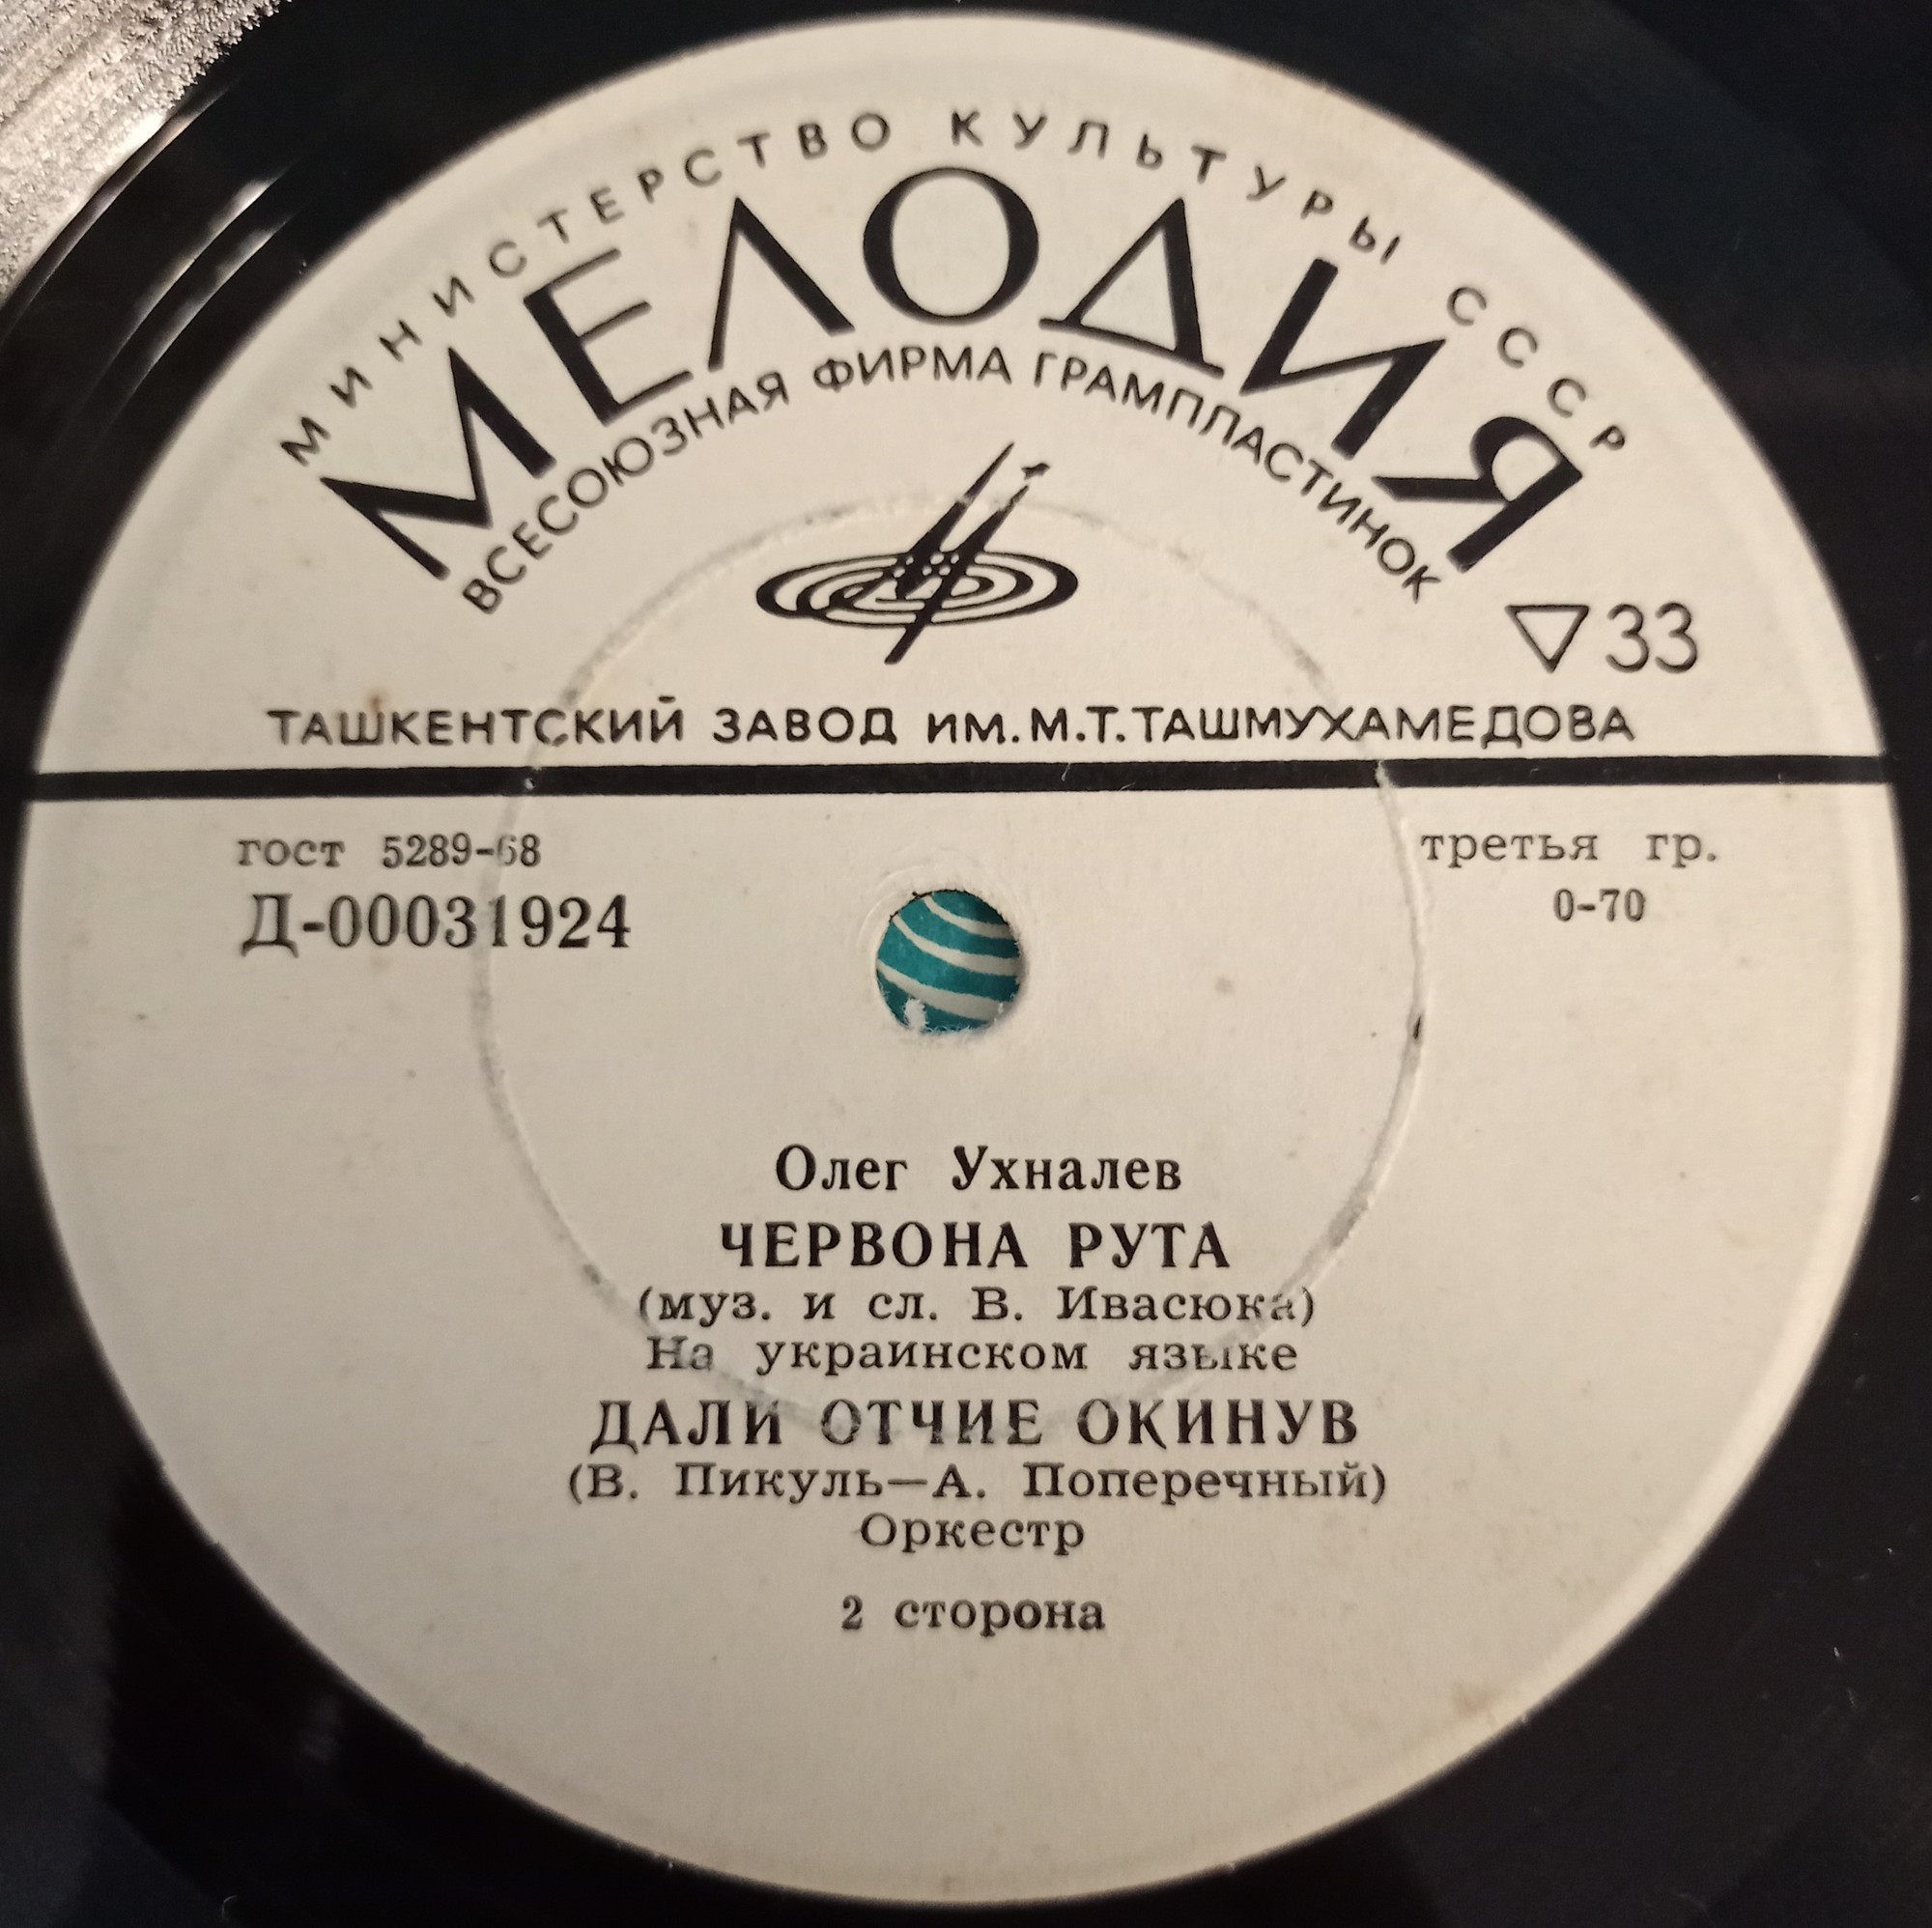 МИНИСТЕРСТВО КУЛЬТУРЫ СССР
МЕЛОДИЯ
ВСЕСОЮЗНАЯ ФИРМА ГРАМПЛАСТИНОК
▽33
ТАШКЕНТСКИЙ ЗАВОД ИМ.М.Т.ТАШМУХАМЕДОВА
гост 5289-68
третья гр.
Д-00031924
0-70
Олег Ухналев
ЧЕРВОНА РУТА
(муз. и сл. В. Ивасюка)
На украинском языке
ДАЛИ ОТЧИЕ ОКИНУВ
(В. Пикуль—А. Поперечный)
Оркестр
2 сторона